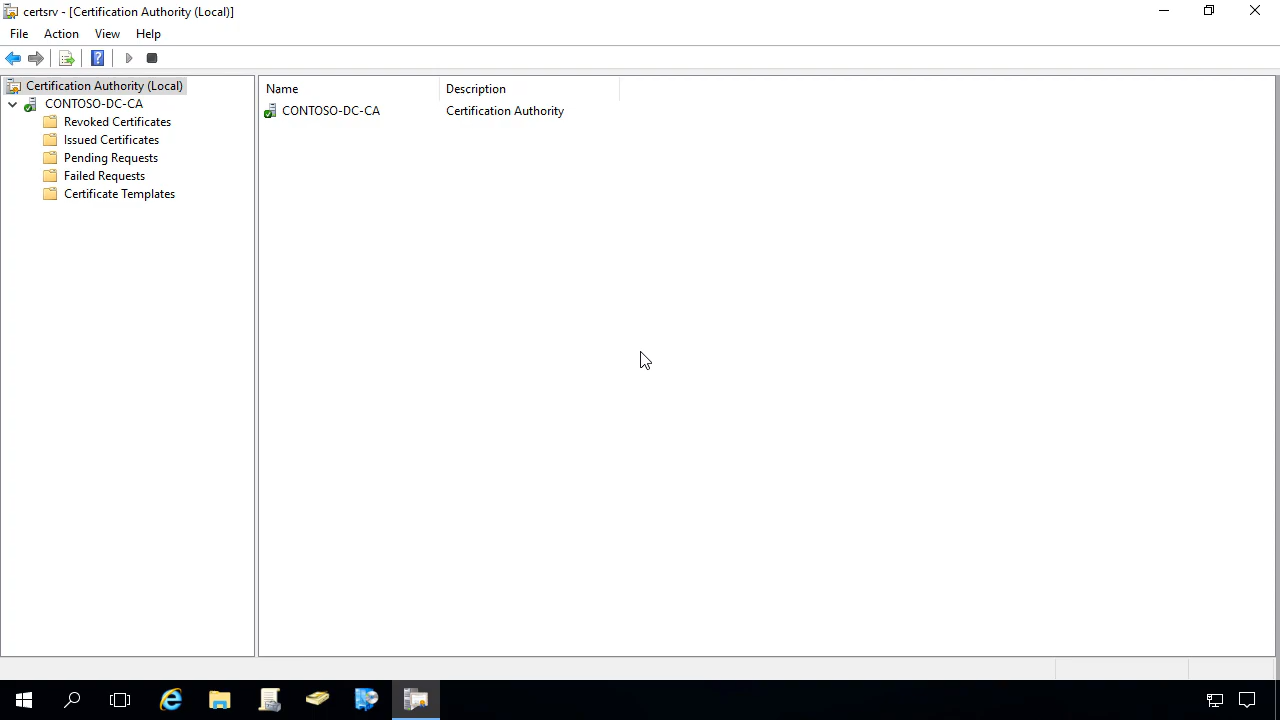 certsrv - [Certification Authority (Local)]
File Action View Help
Certification Authority (Local)
CONTOSO-DC-CA
Revoked Certificates
Issued Certificates
Pending Requests
Failed Requests
Certificate Templates
Name Description
CONTOSO-DC-CA Certification Authority